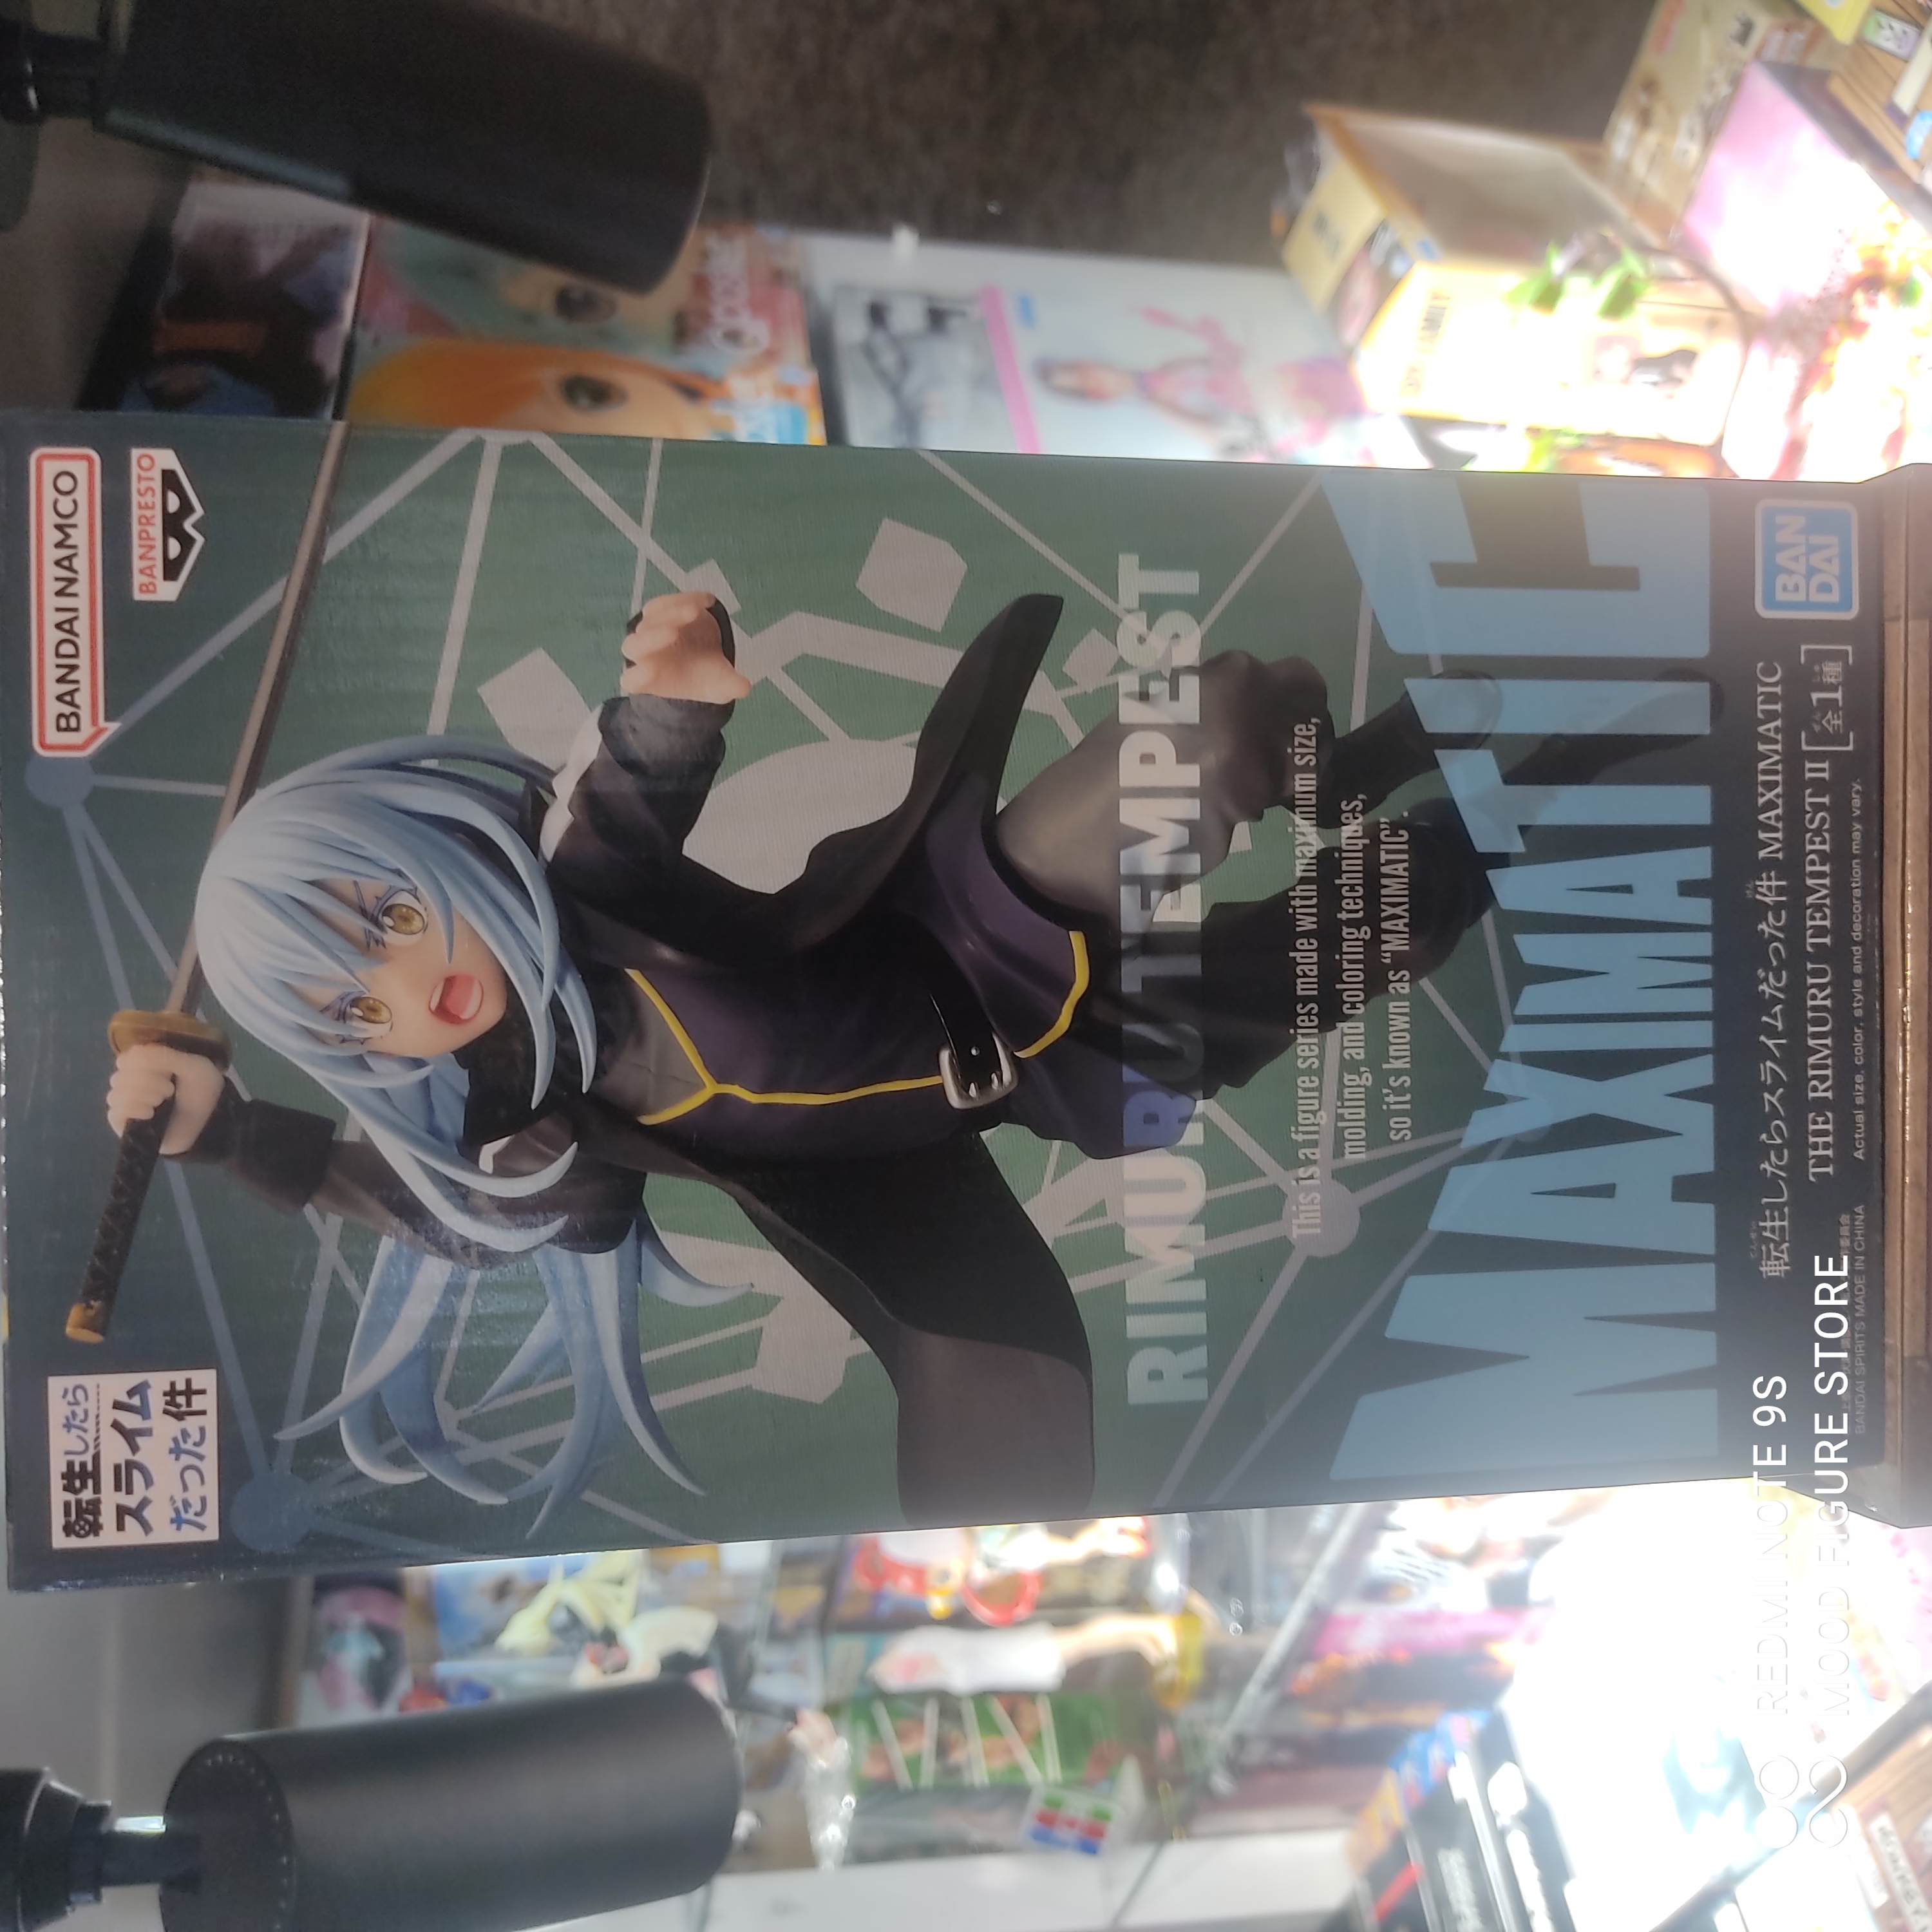 転生したら
スライム
だった件
BANDAI NAMCO
BANPRESTO
RIMURU TEMPEST
This is a figure series made with maximum size,
molding, and coloring techniques,
so it's known as “MAXIMATIC”.
MAXIMATIC
転生したらスライムだった件 MAXIMATIC
THE RIMURU TEMPEST II [全1種]
Actual size, color, style and decoration may vary.
BANDAI SPIRITS MADE IN CHINA
BAN
DAI
REDMI NOTE 9S
MOOD FIGURE STORE